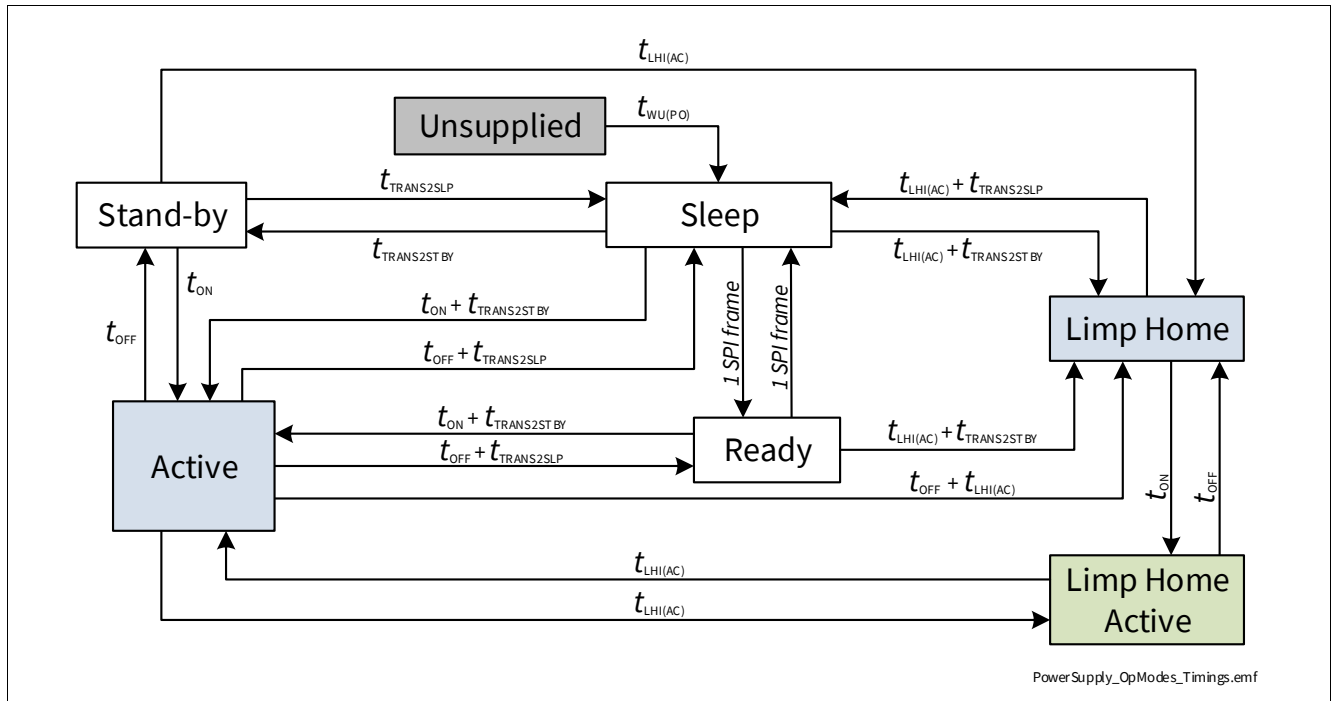 tLHI(AC)
Unsupplied
tWU(PO)
Stand-by
tTRANS2SLP
tTRANS2STBY
Sleep
tLHI(AC) + tTRANS2SLP
tLHI(AC) + tTRANS2STBY
tOFF
tON
tON + tTRANS2STBY
tOFF + tTRANS2SLP
1 SPI frame
1 SPI frame
Limp Home
Active
tON + tTRANS2STBY
tOFF + tTRANS2SLP
Ready
tLHI(AC) + tTRANS2STBY
tOFF + tLHI(AC)
tON
tOFF
tLHI(AC)
tLHI(AC)
Limp Home
Active
PowerSupply_OpModes_Timings.emf